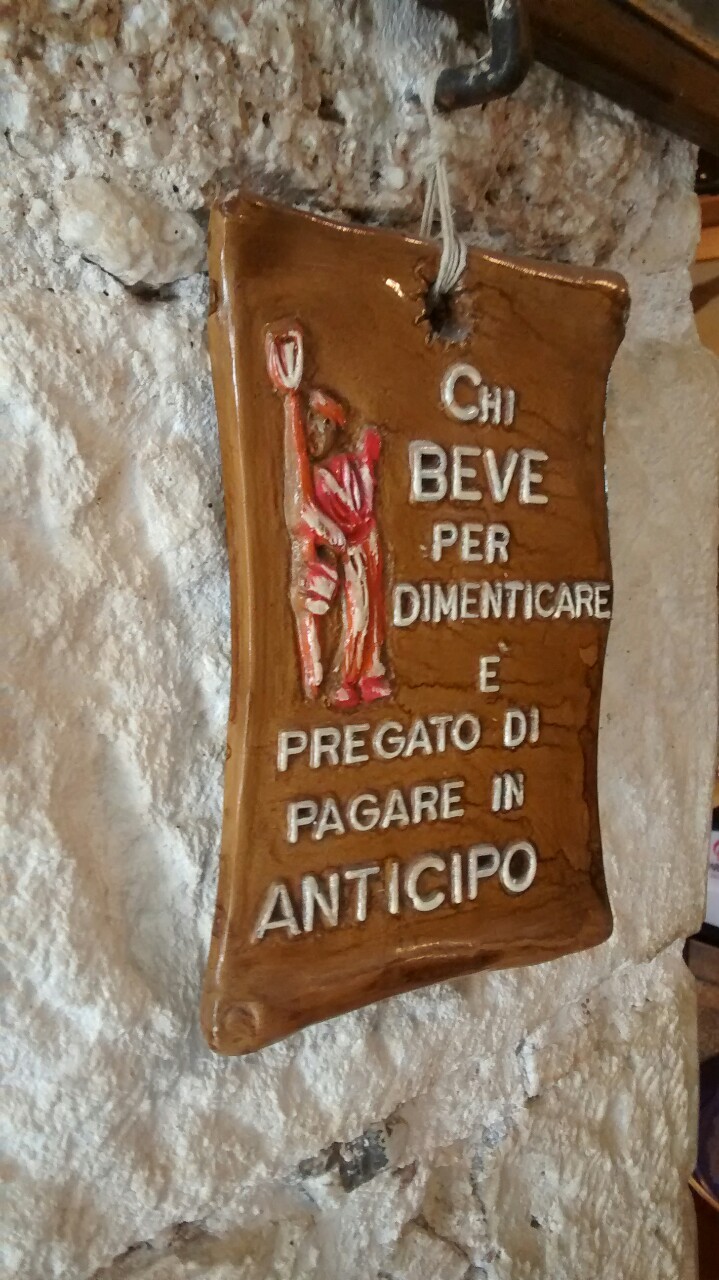 CHI
BEVE
PER
DIMENTICARE
È
PREGATO DI
PAGARE IN
ANTICIPO